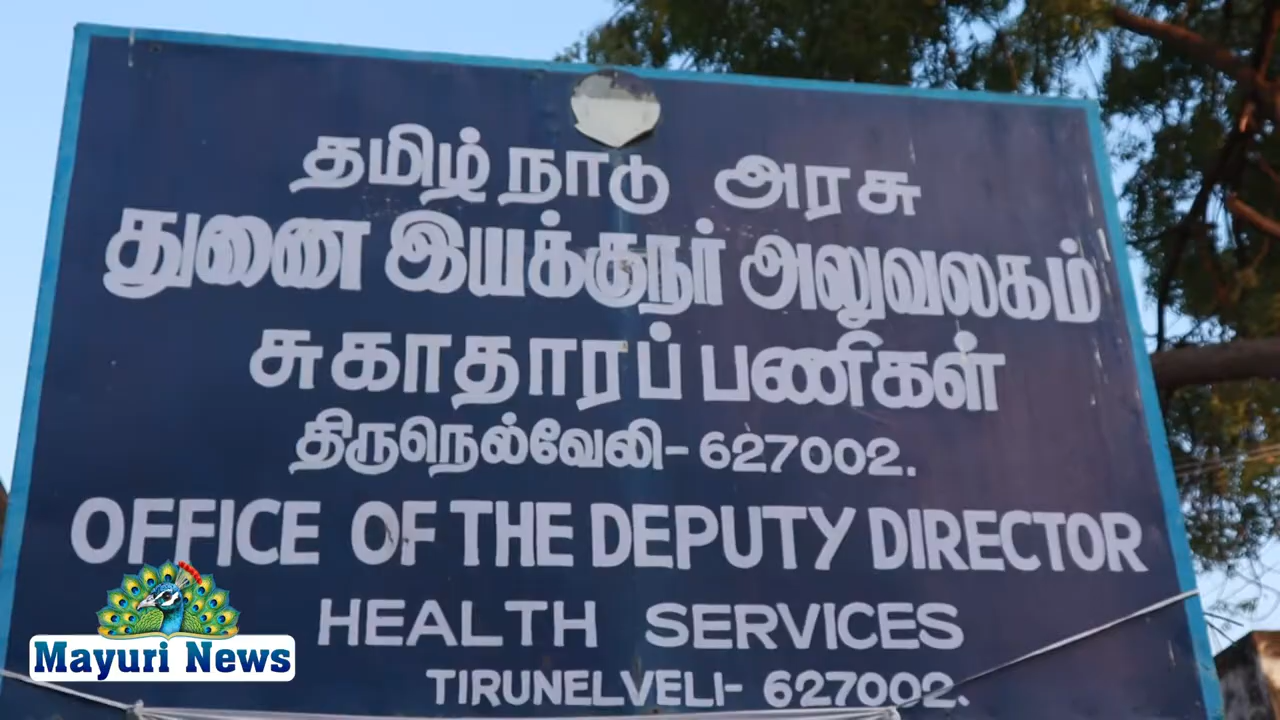 தமிழ் நாடு அரசு
துணை இயக்குநர் அலுவலகம்
சுகாதாரப் பணிகள்
திருநெல்வேலி-627002.
OFFICE OF THE DEPUTY DIRECTOR
HEALTH SERVICES
TIRUNELVELI- 627002.
Mayuri News